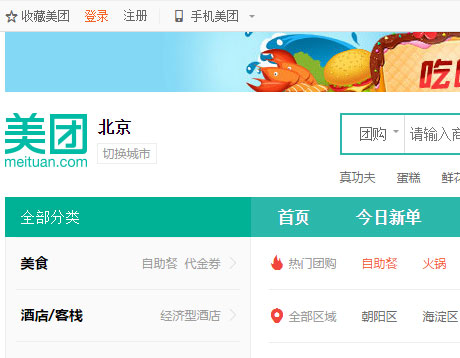 收藏美团 登录 注册 手机美团
吃
美团 北京
meituan.com 切换城市
团购 请输入商
真功夫 蛋糕 鲜花
全部分类 首页 今日新单
美食 自助餐 代金券 热门团购 自助餐 火锅
酒店/客栈 经济型酒店 全部区域 朝阳区 海淀区